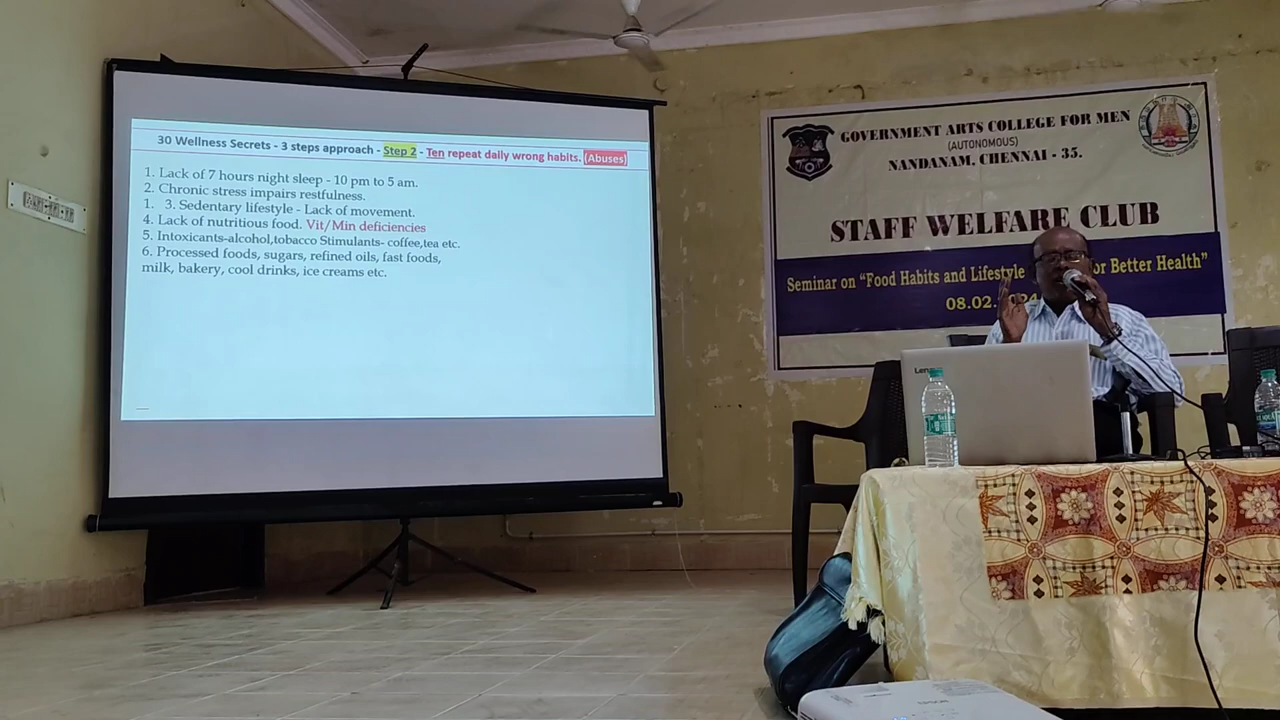 30 Wellness Secrets - 3 steps approach - Step 2 - Ten repeat daily wrong habits. (Abuses)
1. Lack of 7 hours night sleep - 10 pm to 5 am.
2. Chronic stress impairs restfulness.
1. 3. Sedentary lifestyle - Lack of movement.
4. Lack of nutritious food. Vit/Min deficiencies
5. Intoxicants-alcohol,tobacco Stimulants- coffee,tea etc.
6. Processed foods, sugars, refined oils, fast foods,
milk, bakery, cool drinks, ice creams etc.
GOVERNMENT ARTS COLLEGE FOR MEN
(AUTONOMOUS)
NANDANAM, CHENNAI - 35.
STAFF WELFARE CLUB
Seminar on "Food Habits and Lifestyle for Better Health"
08.02.2024
Len
EPSON